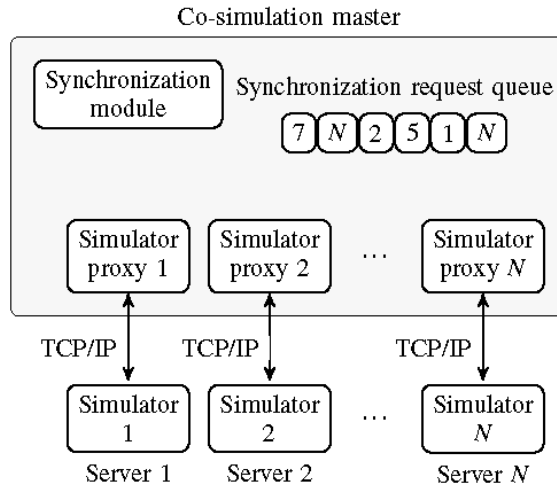 Co-simulation master
Synchronization
module
Synchronization request queue
7 N 2 5 1 N
Simulator
proxy 1
Simulator
proxy 2
...
Simulator
proxy N
TCP/IP
TCP/IP
TCP/IP
Simulator
1
Simulator
2
...
Simulator
N
Server 1
Server 2
Server N